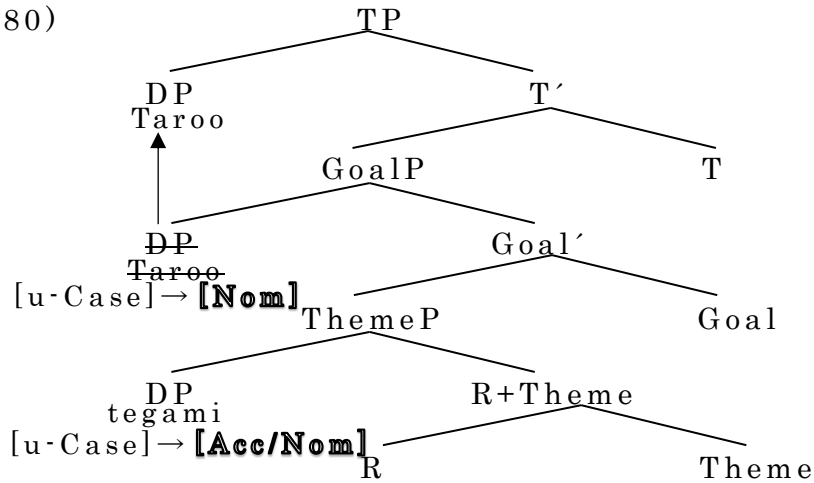 80)
TP
DP T´
Taroo
GoalP T
DP Goal´
Taroo
[u-Case]→[Nom]
ThemeP Goal
DP R+Theme
tegami
[u-Case]→[Acc/Nom]
R Theme